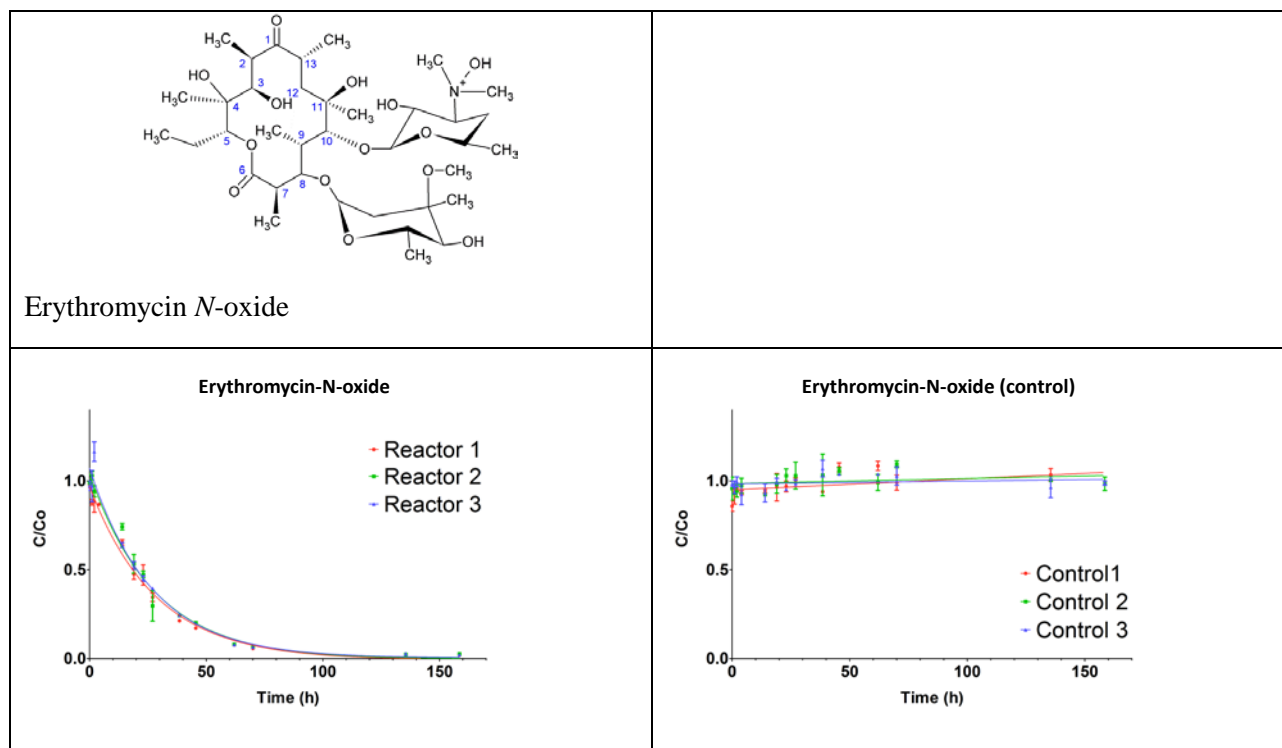 O
1
H₃C
CH₃
2
13
HO
3
12
OH
OH
H₃C
4
11
CH₃
H₃C
5
O
H₃C
9
10
O
6
O
7
8
O
CH₃
H₃C
OH
H₃C
N⁺
CH₃
HO
O
CH₃
O
CH₃
CH₃
O
OH
CH₃
Erythromycin N-oxide
Erythromycin-N-oxide
Reactor 1
Reactor 2
Reactor 3
C/Co
1.0
0.5
0.0
0
50
100
150
Time (h)
Erythromycin-N-oxide (control)
Control1
Control 2
Control 3
C/Co
1.0
0.5
0.0
0
50
100
150
Time (h)